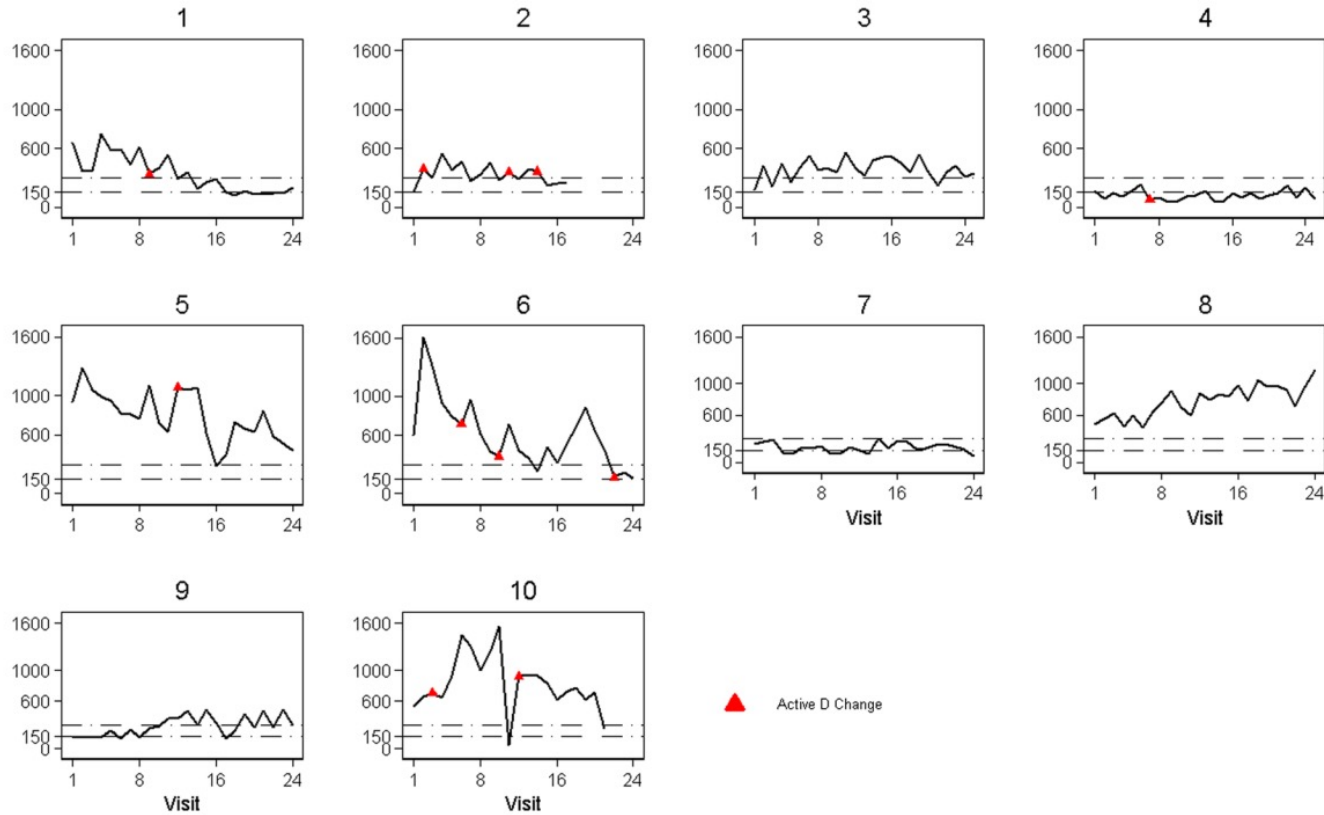 1 2 3 4
1600 1600 1600 1600
1000 1000 1000 1000
600 600 600 600
150 150 150 150
0 0 0 0
1 8 16 24 1 8 16 24 1 8 16 24 1 8 16 24
5 6 7 8
1600 1600 1600 1600
1000 1000 1000 1000
600 600 600 600
150 150 150 150
0 0 0 0
1 8 16 24 1 8 16 24 1 8 16 24 1 8 16 24
Visit Visit
9 10
1600 1600
1000 1000
600 600
150 150
0 0
1 8 16 24 1 8 16 24
Visit Visit
Active D Change